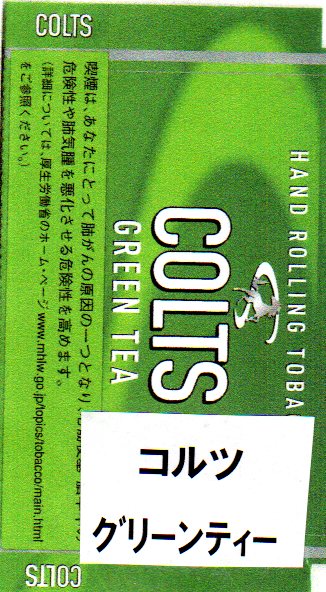 COLTS
HAND ROLLING
COLTS
GREEN TEA
喫煙は、あなたにとって肺がんの原因の一つとなり、
危険性や肺気腫を悪化させる危険性を高めます。
(詳細については、厚生労働省のホーム・ページ www.mhlw.go.jp/topics/tobacco/main.html
をご参照ください。)
コルツ
グリーンティー
COLTS